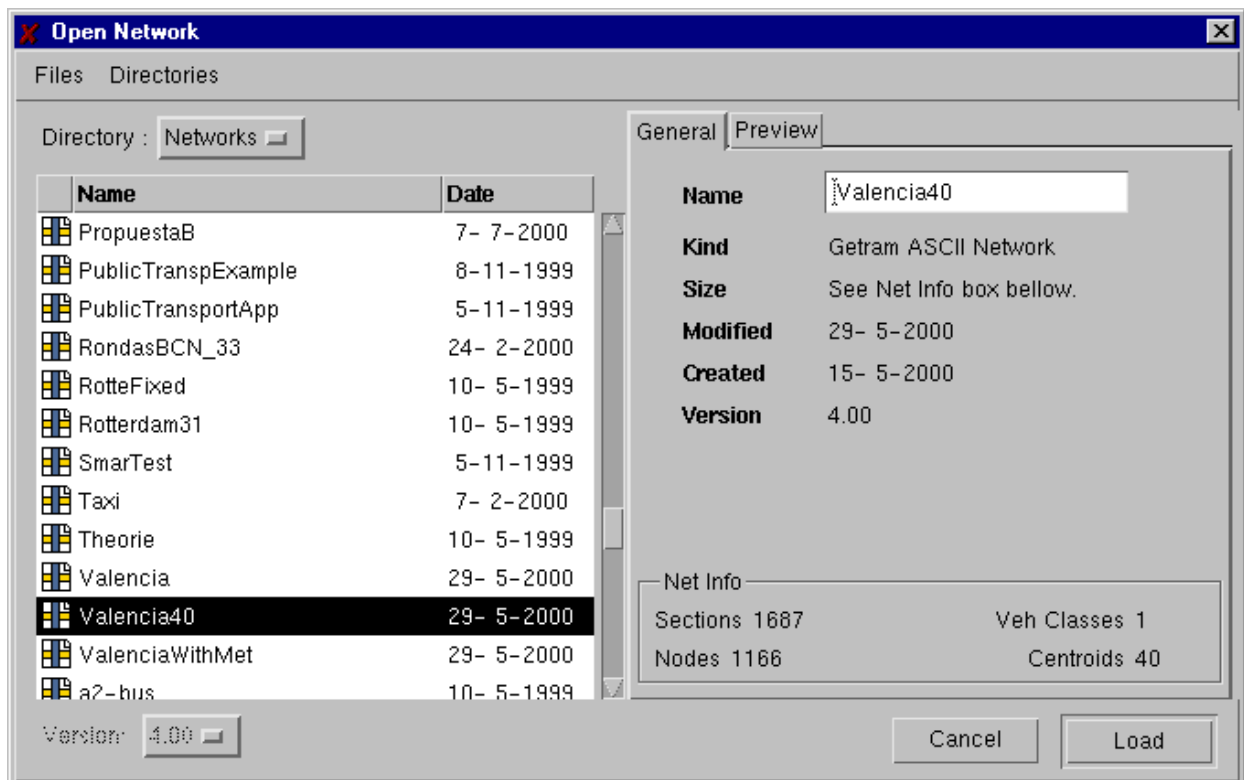 Open Network
Files Directories
Directory : Networks
Name Date
PropuestaB 7- 7-2000
PublicTranspExample 8-11-1999
PublicTransportApp 5-11-1999
RondasBCN_33 24- 2-2000
RotteFixed 10- 5-1999
Rotterdam31 10- 5-1999
SmarTest 5-11-1999
Taxi 7- 2-2000
Theorie 10- 5-1999
Valencia 29- 5-2000
Valencia40 29- 5-2000
ValenciaWithMet 29- 5-2000
a2-bus 10- 5-1999
General Preview
Name Valencia40
Kind Getram ASCII Network
Size See Net Info box bellow.
Modified 29- 5-2000
Created 15- 5-2000
Version 4.00
Net Info
Sections 1687 Veh Classes 1
Nodes 1166 Centroids 40
Version: 4.00
Cancel Load